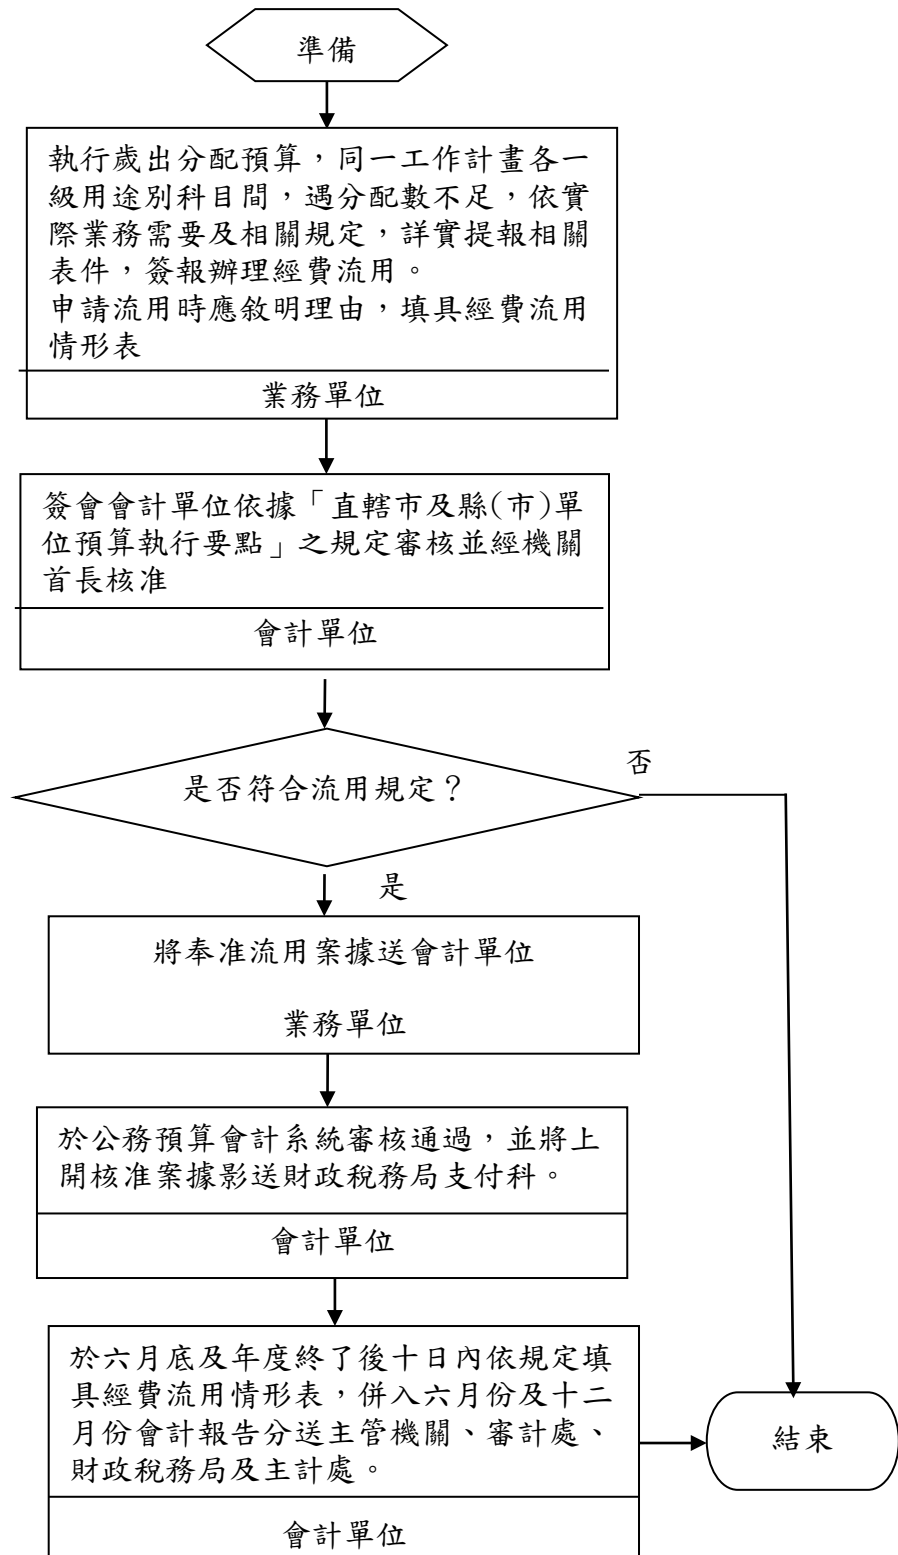 準備
執行歲出分配預算，同一工作計畫各一
級用途別科目間，遇分配數不足，依實
際業務需要及相關規定，詳實提報相關
表件，簽報辦理經費流用。
申請流用時應敘明理由，填具經費流用
情形表
業務單位
簽會會計單位依據「直轄市及縣(市)單
位預算執行要點」之規定審核並經機關
首長核准
會計單位
是否符合流用規定？
否
是
將奉准流用案據送會計單位
業務單位
於公務預算會計系統審核通過，並將上
開核准案據影送財政稅務局支付科。
會計單位
於六月底及年度終了後十日內依規定填
具經費流用情形表，併入六月份及十二
月份會計報告分送主管機關、審計處、
財政稅務局及主計處。
會計單位
結束